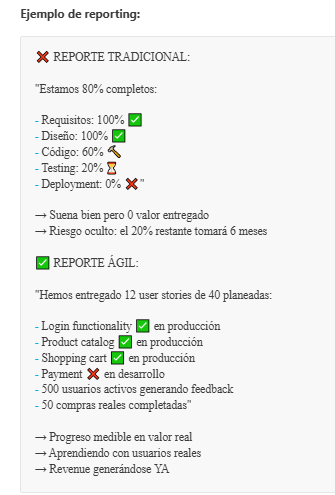 Ejemplo de reporting:
❌ REPORTE TRADICIONAL:
"Estamos 80% completos:
- Requisitos: 100% ✅
- Diseño: 100% ✅
- Código: 60% 🔨
- Testing: 20% ⏳
- Deployment: 0% ❌"
→ Suena bien pero 0 valor entregado
→ Riesgo oculto: el 20% restante tomará 6 meses
✅ REPORTE ÁGIL:
"Hemos entregado 12 user stories de 40 planeadas:
- Login functionality ✅ en producción
- Product catalog ✅ en producción
- Shopping cart ✅ en producción
- Payment ❌ en desarrollo
- 500 usuarios activos generando feedback
- 50 compras reales completadas"
→ Progreso medible en valor real
→ Aprendiendo con usuarios reales
→ Revenue generándose YA